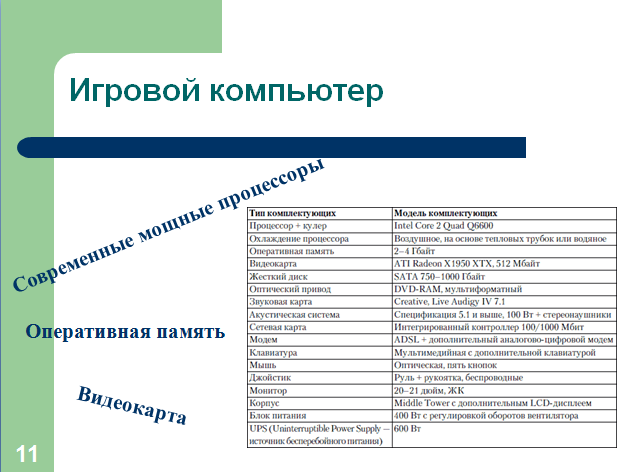 Игровой компьютер
Современные мощные процессоры
Оперативная память
Видеокарта
Тип комплектующих Модель комплектующих
Процессор + кулер Intel Core 2 Quad Q6600
Охлаждение процессора Воздушное, на основе тепловых трубок или водяное
Оперативная память 2–4 Гбайт
Видеокарта ATI Radeon X1950 XTX, 512 Мбайт
Жесткий диск SATA 750–1000 Гбайт
Оптический привод DVD-RAM, мультиформатный
Звуковая карта Creative, Live Audigy IV 7.1
Акустическая система Спецификация 5.1 и выше, 100 Вт + стереонаушники
Сетевая карта Интегрированный контроллер 100/1000 Мбит
Модем ADSL + дополнительный аналогово-цифровой модем
Клавиатура Мультимедийная с дополнительной клавиатурой
Мышь Оптическая, пять кнопок
Джойстик Руль + рукоятка, беспроводные
Монитор 20–21 дюйм, ЖК
Корпус Middle Tower с дополнительным LCD-дисплеем
Блок питания 400 Вт с регулировкой оборотов вентилятора
UPS (Uninterruptible Power Supply — 600 Вт
источник бесперебойного питания)
11